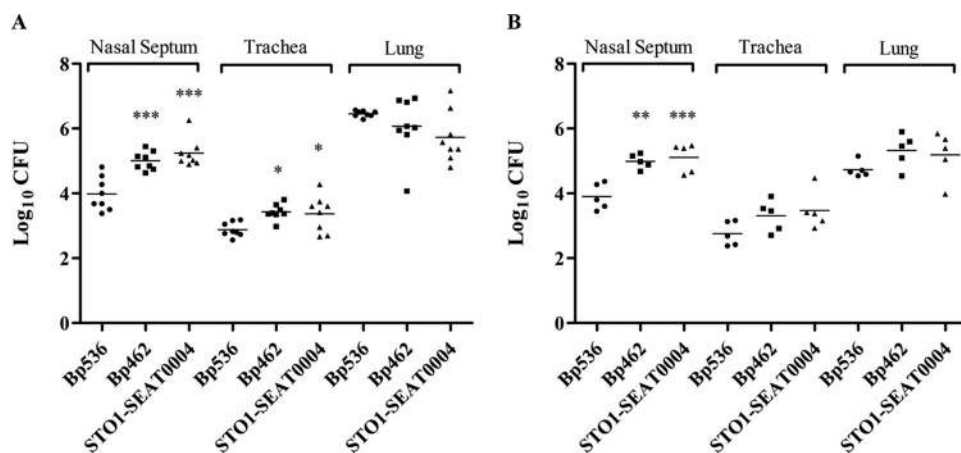 A
Nasal Septum Trachea Lung
8
6
4
2
0
Log10 CFU
*** *** * *
Bp536 Bp462 STO1-SEAT0004 Bp536 Bp462 STO1-SEAT0004 Bp536 Bp462 STO1-SEAT0004
B
Nasal Septum Trachea Lung
8
6
4
2
0
Log10 CFU
** ***
Bp536 Bp462 STO1-SEAT0004 Bp536 Bp462 STO1-SEAT0004 Bp536 Bp462 STO1-SEAT0004